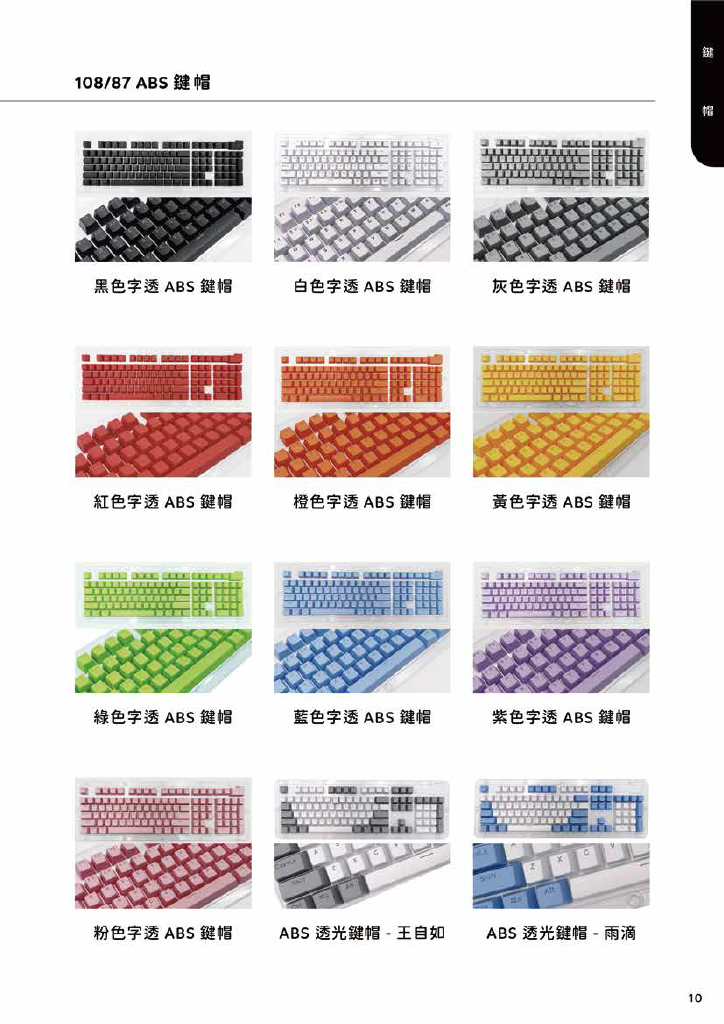 鍵
帽
108/87 ABS 鍵帽
黑色字透 ABS 鍵帽
白色字透 ABS 鍵帽
灰色字透 ABS 鍵帽
紅色字透 ABS 鍵帽
橙色字透 ABS 鍵帽
黃色字透 ABS 鍵帽
綠色字透 ABS 鍵帽
藍色字透 ABS 鍵帽
紫色字透 ABS 鍵帽
粉色字透 ABS 鍵帽
ABS 透光鍵帽 - 王自如
ABS 透光鍵帽 - 雨滴
10